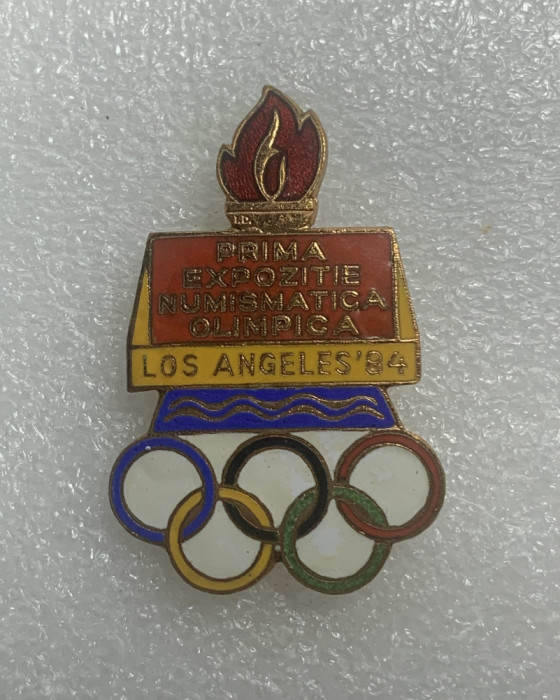 PRIMA
EXPOZITIE
NUMISMATICA
OLIMPICA
LOS ANGELES'84